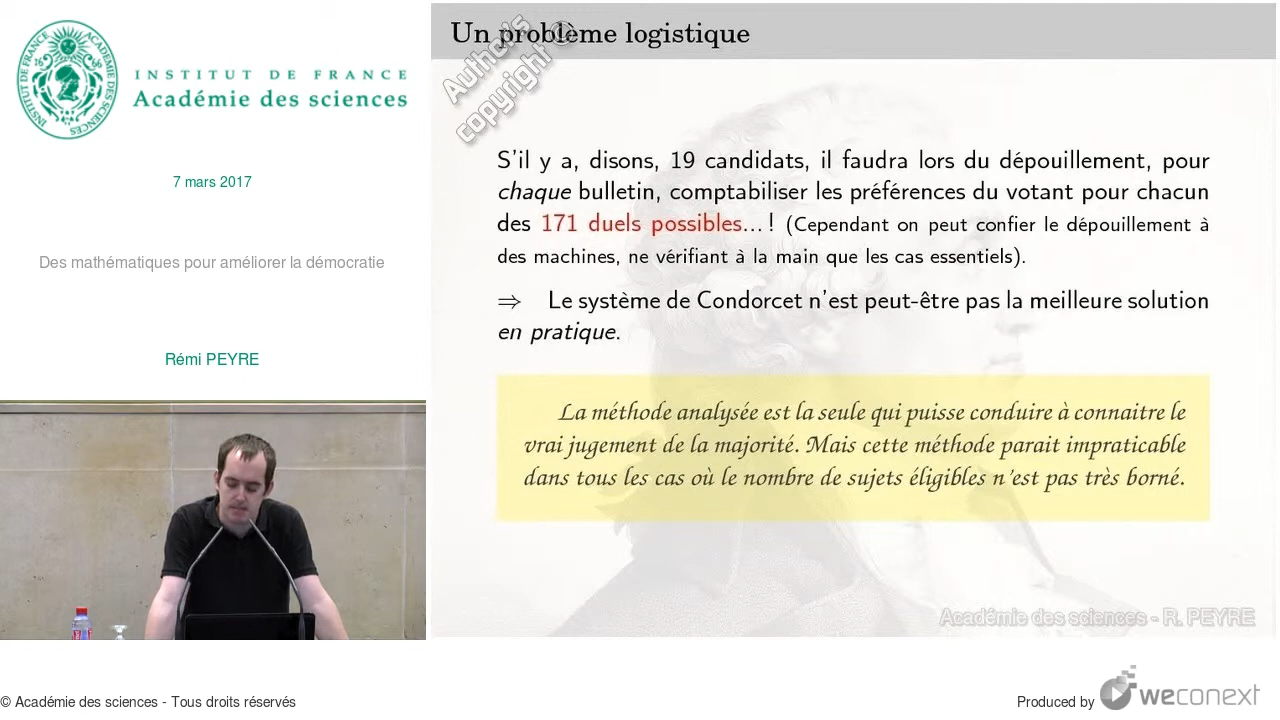 INSTITUT DE FRANCE
Académie des sciences
7 mars 2017
Des mathématiques pour améliorer la démocratie
Rémi PEYRE
Un problème logistique
Author's
copyright ©
S'il y a, disons, 19 candidats, il faudra lors du dépouillement, pour
chaque bulletin, comptabiliser les préférences du votant pour chacun
des 171 duels possibles... ! (Cependant on peut confier le dépouillement à
des machines, ne vérifiant à la main que les cas essentiels).
⇒ Le système de Condorcet n'est peut-être pas la meilleure solution
en pratique.
La méthode analysée est la seule qui puisse conduire à connaitre le
vrai jugement de la majorité. Mais cette méthode parait impraticable
dans tous les cas où le nombre de sujets éligibles n'est pas très borné.
Académie des sciences - R. PEYRE
© Académie des sciences - Tous droits réservés
Produced by weconext